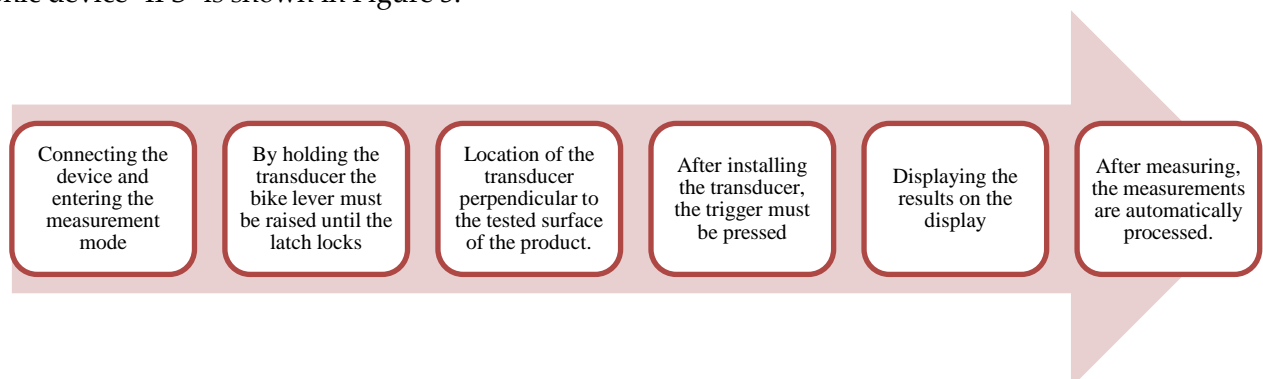 Connecting the
device and
entering the
measurement
mode
By holding the
transducer the
bike lever must
be raised until the
latch locks
Location of the
transducer
perpendicular to
the tested surface
of the product.
After installing
the transducer,
the trigger must
be pressed
Displaying the
results on the
display
After measuring,
the measurements
are automatically
processed.